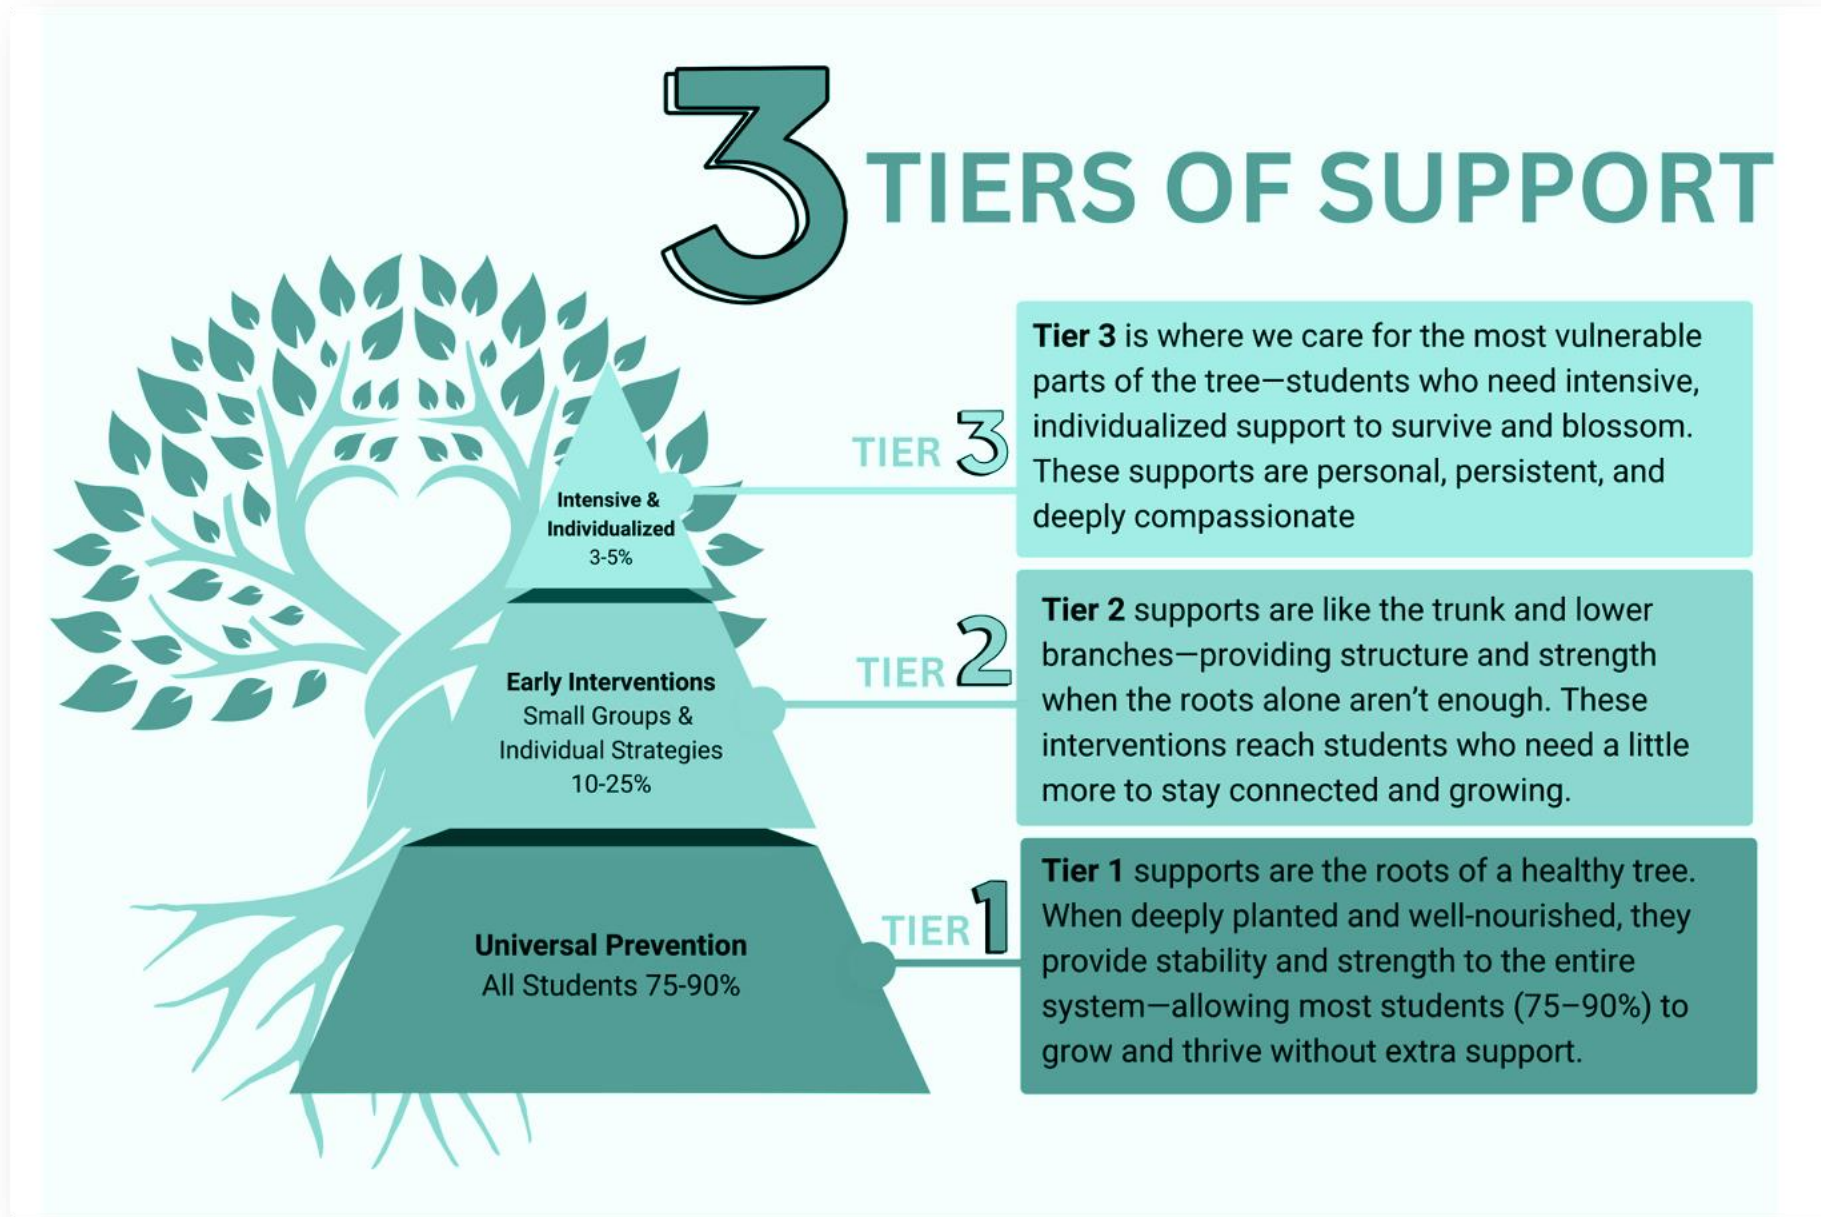 3 TIERS OF SUPPORT
Intensive &
Individualized
3-5%
TIER 3
Tier 3 is where we care for the most vulnerable
parts of the tree—students who need intensive,
individualized support to survive and blossom.
These supports are personal, persistent, and
deeply compassionate
Early Interventions
Small Groups &
Individual Strategies
10-25%
TIER 2
Tier 2 supports are like the trunk and lower
branches—providing structure and strength
when the roots alone aren't enough. These
interventions reach students who need a little
more to stay connected and growing.
Universal Prevention
All Students 75-90%
TIER 1
Tier 1 supports are the roots of a healthy tree.
When deeply planted and well-nourished, they
provide stability and strength to the entire
system—allowing most students (75–90%) to
grow and thrive without extra support.